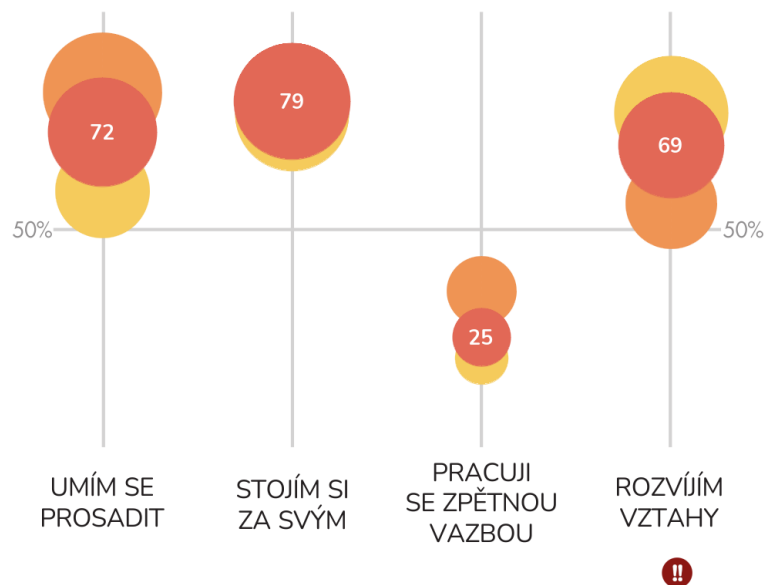 72
79
69
50%
50%
25
UMÍM SE
PROSADIT
STOJÍM SI
ZA SVÝM
PRACUJI
SE ZPĚTNOU
VAZBOU
ROZVÍJÍM
VZTAHY
!!